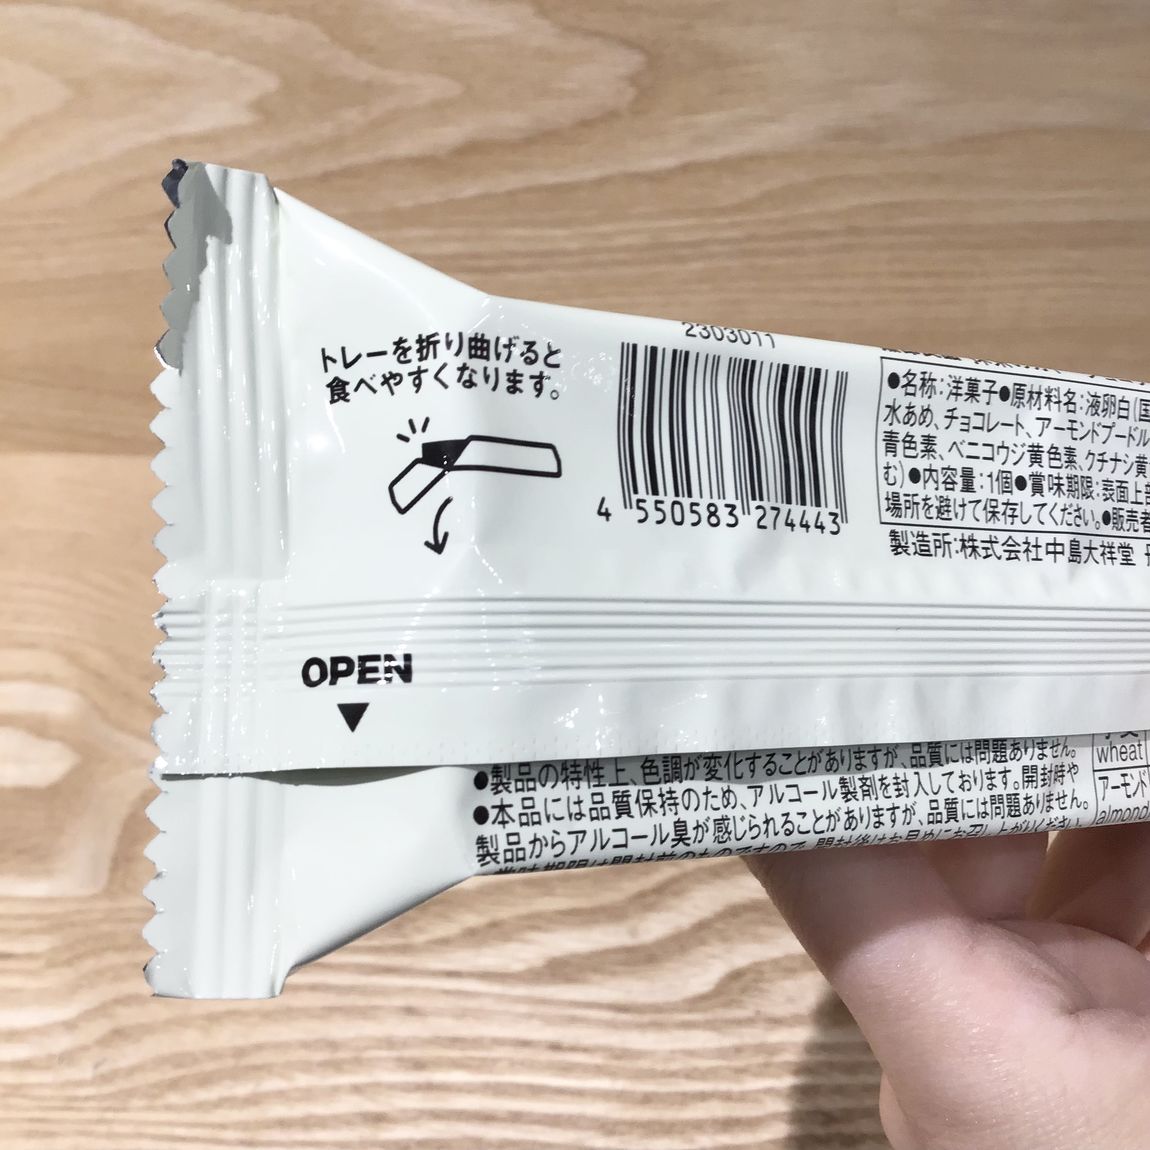 トレーを折り曲げると
食べやすくなります。
2303011
4 550583 274443
●名称:洋菓子●原材料名:液卵白(国
水あめ、チョコレート、アーモンドプードル
青色素、ベニコウジ黄色素、クチナシ黄
む)●内容量:1個●賞味期限:表面上部
場所を避けて保存してください。●販売者
製造所:株式会社中島大祥堂 丹
OPEN
▼
●製品の特性上、色調が変化することがありますが、品質には問題ありません。
●本品には品質保持のため、アルコール製剤を封入しております。開封時や
製品からアルコール臭が感じられることがありますが、品質には問題ありません。
wheat
アーモンド
almond